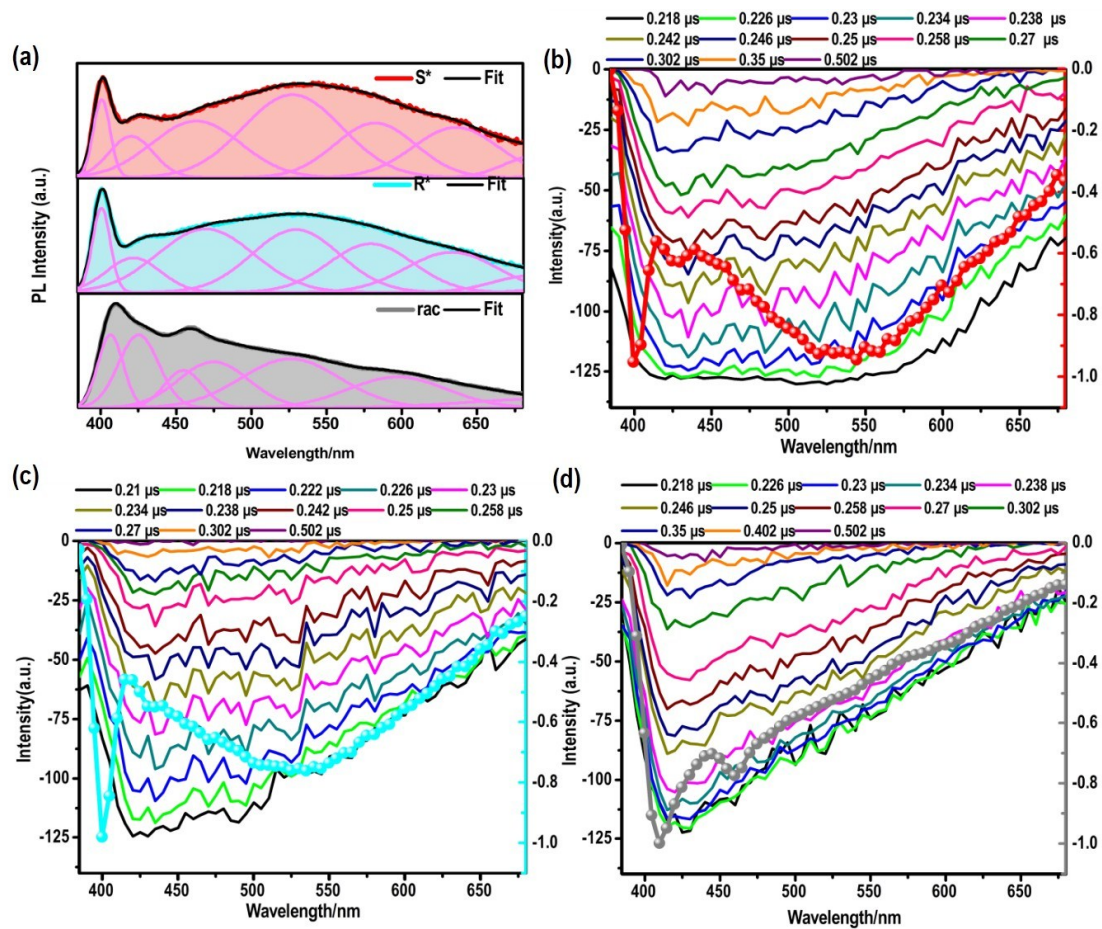 (a)
S* Fit
R* Fit
rac Fit
PL Intensity (a.u.)
400 450 500 550 600 650
Wavelength/nm
(b)
0.218 µs 0.226 µs 0.23 µs 0.234 µs 0.238 µs
0.242 µs 0.246 µs 0.25 µs 0.258 µs 0.27 µs
0.302 µs 0.35 µs 0.502 µs
Intensity(a.u.)
0 0.0
-25 -0.2
-50 -0.4
-75 -0.6
-100 -0.8
-125 -1.0
400 450 500 550 600 650
Wavelength/nm
(c)
0.21 µs 0.218 µs 0.222 µs 0.226 µs 0.23 µs
0.234 µs 0.238 µs 0.242 µs 0.25 µs 0.258 µs
0.27 µs 0.302 µs 0.502 µs
Intensity(a.u.)
0 0.0
-25 -0.2
-50 -0.4
-75 -0.6
-100 -0.8
-125 -1.0
400 450 500 550 600 650
Wavelength/nm
(d)
0.218 µs 0.226 µs 0.23 µs 0.234 µs 0.238 µs
0.246 µs 0.25 µs 0.258 µs 0.27 µs 0.302 µs
0.35 µs 0.402 µs 0.502 µs
Intensity (a.u.)
0 0.0
-25 -0.2
-50 -0.4
-75 -0.6
-100 -0.8
-125 -1.0
400 450 500 550 600 650
Wavelength/nm